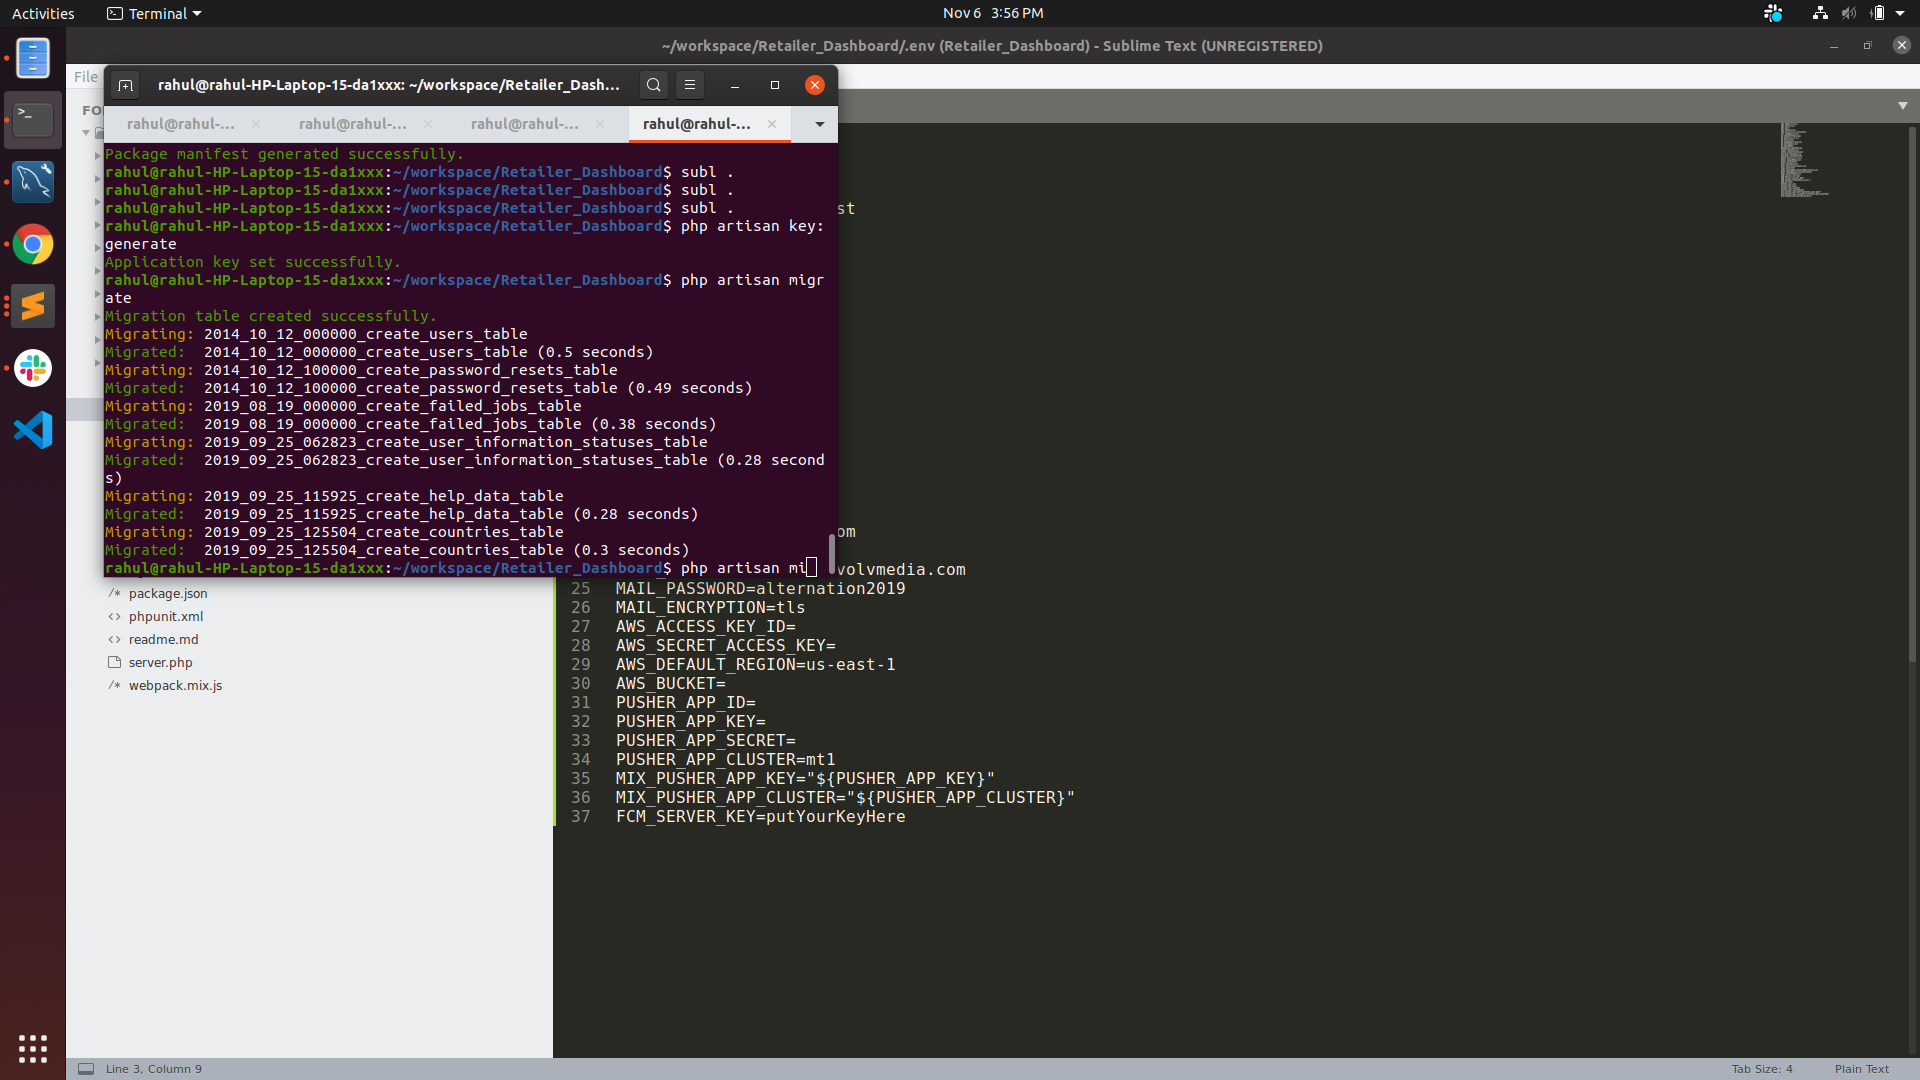 Activities
Terminal
Nov 6 3:56 PM
~/workspace/Retailer_Dashboard/.env (Retailer_Dashboard) - Sublime Text (UNREGISTERED)
File
rahul@rahul-HP-Laptop-15-da1xxx: ~/workspace/Retailer_Dash...
FO
rahul@rahul-...
rahul@rahul-...
rahul@rahul-...
rahul@rahul-...
Package manifest generated successfully.
rahul@rahul-HP-Laptop-15-da1xxx:~/workspace/Retailer_Dashboard$ subl .
rahul@rahul-HP-Laptop-15-da1xxx:~/workspace/Retailer_Dashboard$ subl .
rahul@rahul-HP-Laptop-15-da1xxx:~/workspace/Retailer_Dashboard$ subl .
st
rahul@rahul-HP-Laptop-15-da1xxx:~/workspace/Retailer_Dashboard$ php artisan key:
generate
Application key set successfully.
rahul@rahul-HP-Laptop-15-da1xxx:~/workspace/Retailer_Dashboard$ php artisan migr
ate
Migration table created successfully.
Migrating: 2014_10_12_000000_create_users_table
Migrated:  2014_10_12_000000_create_users_table (0.5 seconds)
Migrating: 2014_10_12_100000_create_password_resets_table
Migrated:  2014_10_12_100000_create_password_resets_table (0.49 seconds)
Migrating: 2019_08_19_000000_create_failed_jobs_table
Migrated:  2019_08_19_000000_create_failed_jobs_table (0.38 seconds)
Migrating: 2019_09_25_062823_create_user_information_statuses_table
Migrated:  2019_09_25_062823_create_user_information_statuses_table (0.28 second
s)
Migrating: 2019_09_25_115925_create_help_data_table
Migrated:  2019_09_25_115925_create_help_data_table (0.28 seconds)
Migrating: 2019_09_25_125504_create_countries_table
om
Migrated:  2019_09_25_125504_create_countries_table (0.3 seconds)
rahul@rahul-HP-Laptop-15-da1xxx:~/workspace/Retailer_Dashboard$ php artisan mi
volvmedia.com
25 MAIL_PASSWORD=alternation2019
26 MAIL_ENCRYPTION=tls
27 AWS_ACCESS_KEY_ID=
28 AWS_SECRET_ACCESS_KEY=
29 AWS_DEFAULT_REGION=us-east-1
30 AWS_BUCKET=
31 PUSHER_APP_ID=
32 PUSHER_APP_KEY=
33 PUSHER_APP_SECRET=
34 PUSHER_APP_CLUSTER=mt1
35 MIX_PUSHER_APP_KEY="${PUSHER_APP_KEY}"
36 MIX_PUSHER_APP_CLUSTER="${PUSHER_APP_CLUSTER}"
37 FCM_SERVER_KEY=putYourKeyHere
/* package.json
<> phpunit.xml
<> readme.md
server.php
/* webpack.mix.js
Line 3, Column 9
Tab Size: 4
Plain Text